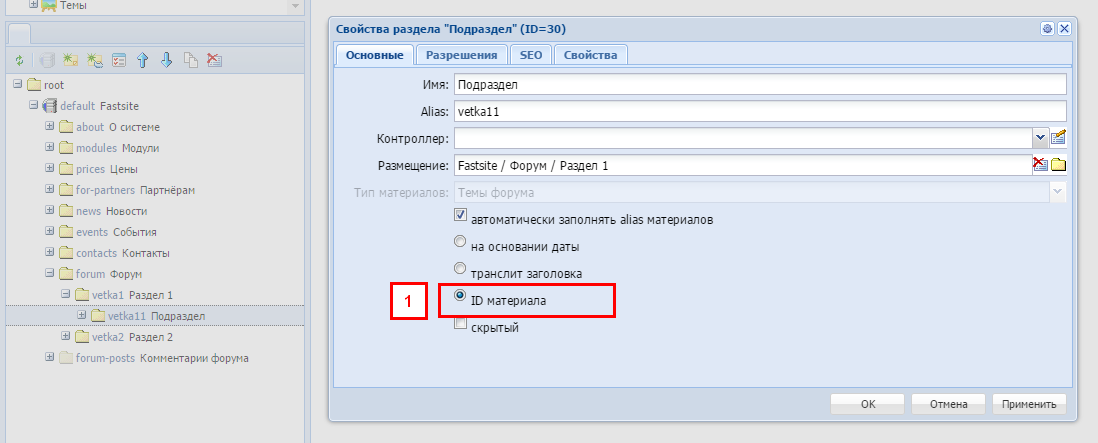 Темы
root
default Fastsite
about О системе
modules Модули
prices Цены
for-partners Партнёрам
news Новости
events События
contacts Контакты
forum Форум
vetka1 Раздел 1
vetka11 Подраздел
vetka2 Раздел 2
forum-posts Комментарии форума
Свойства раздела "Подраздел" (ID=30)
Основные Разрешения SEO Свойства
Имя: Подраздел
Alias: vetka11
Контроллер:
Размещение: Fastsite / Форум / Раздел 1
Тип материалов: Темы форума
автоматически заполнять alias материалов
на основании даты
транслит заголовка
1 ID материала
скрытый
OK Отмена Применить